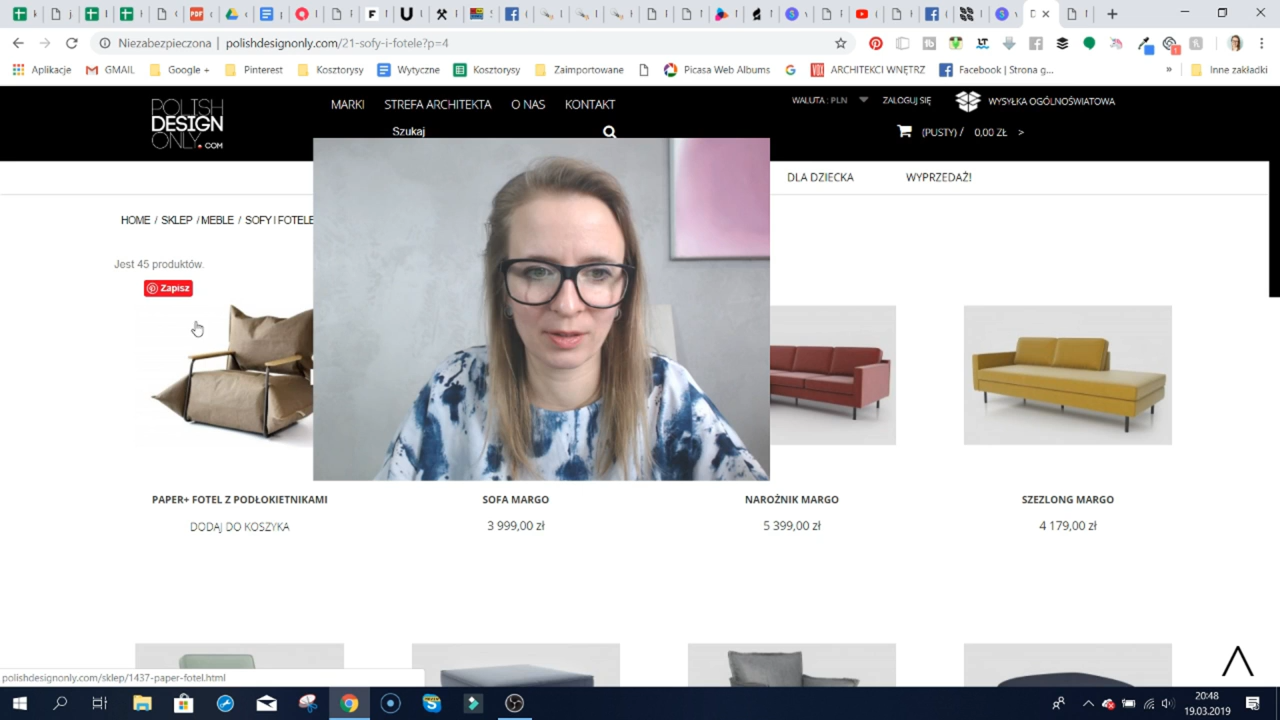 Niezabezpieczona | polishdesignonly.com/21-sofy-i-fotele?p=4
Aplikacje GMAIL Google + Pinterest Kosztorysy Wytyczne Kosztorysy Zaimportowane Picasa Web Albums ARCHITEKCI WNĘTRZ Facebook | Strona g... » Inne zakładki
POLISH
DESIGN
ONLY.COM
MARKI STREFA ARCHITEKTA O NAS KONTAKT
WALUTA : PLN ZALOGUJ SIĘ WYSYŁKA OGÓLNOŚWIATOWA
Szukaj
(PUSTY) / 0,00 ZŁ >
DLA DZIECKA WYPRZEDAŻ!
HOME / SKLEP / MEBLE / SOFY I FOTELE
Jest 45 produktów.
Zapisz
PAPER+ FOTEL Z PODŁOKIETNIKAMI
DODAJ DO KOSZYKA
SOFA MARGO
3 999,00 zł
NAROŻNIK MARGO
5 399,00 zł
SZEZLONG MARGO
4 179,00 zł
polishdesignonly.com/sklep/1437-paper-fotel.html
20:48
19.03.2019